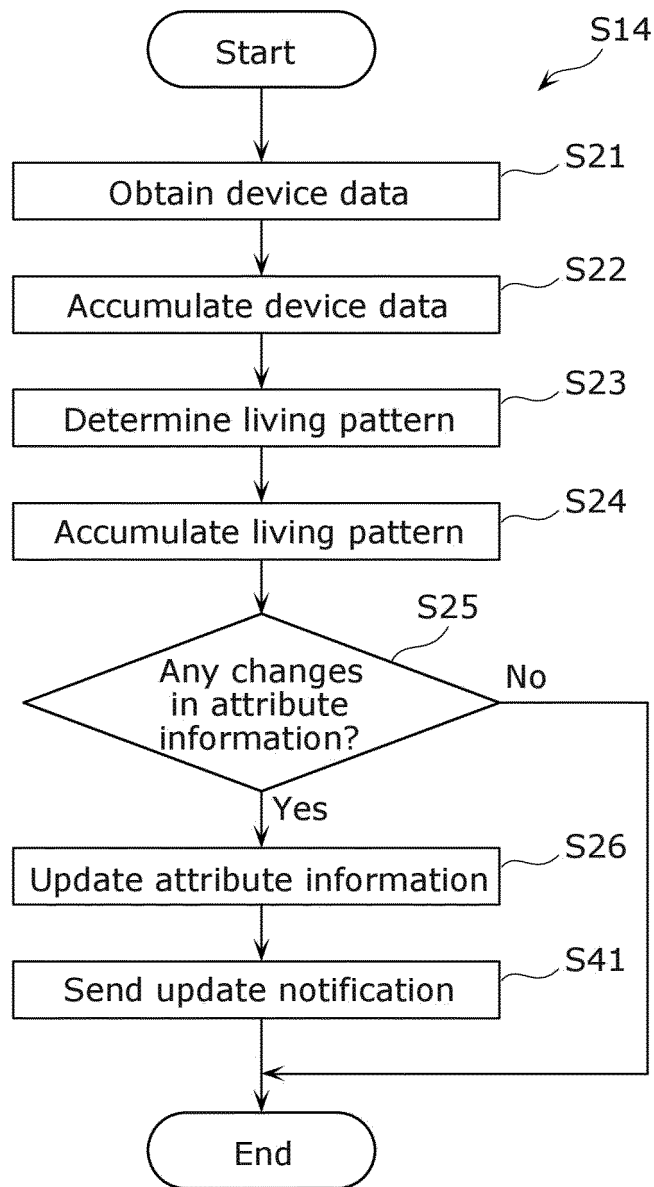 Start
S14
Obtain device data
S21
Accumulate device data
S22
Determine living pattern
S23
Accumulate living pattern
S24
S25
Any changes
in attribute
information?
No
Yes
Update attribute information
S26
Send update notification
S41
End